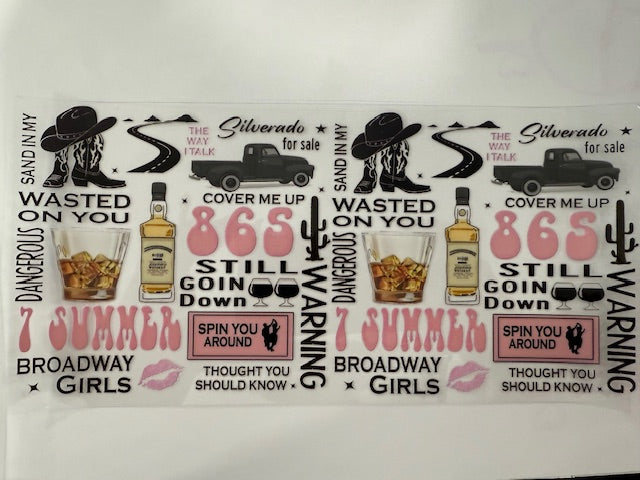 SAND IN MY
THE
WAY
I TALK
Silverado
for sale
WASTED
ON YOU
COVER ME UP
DANGEROUS
865
STILL
GOIN
Down
WARNING
7 SUMMER
SPIN YOU
AROUND
BROADWAY
GIRLS
THOUGHT YOU
SHOULD KNOW
SAND IN MY
THE
WAY
I TALK
Silverado
for sale
WASTED
ON YOU
COVER ME UP
DANGEROUS
865
STILL
GOIN
Down
WARNING
7 SUMMER
SPIN YOU
AROUND
BROADWAY
GIRLS
THOUGHT YOU
SHOULD KNOW